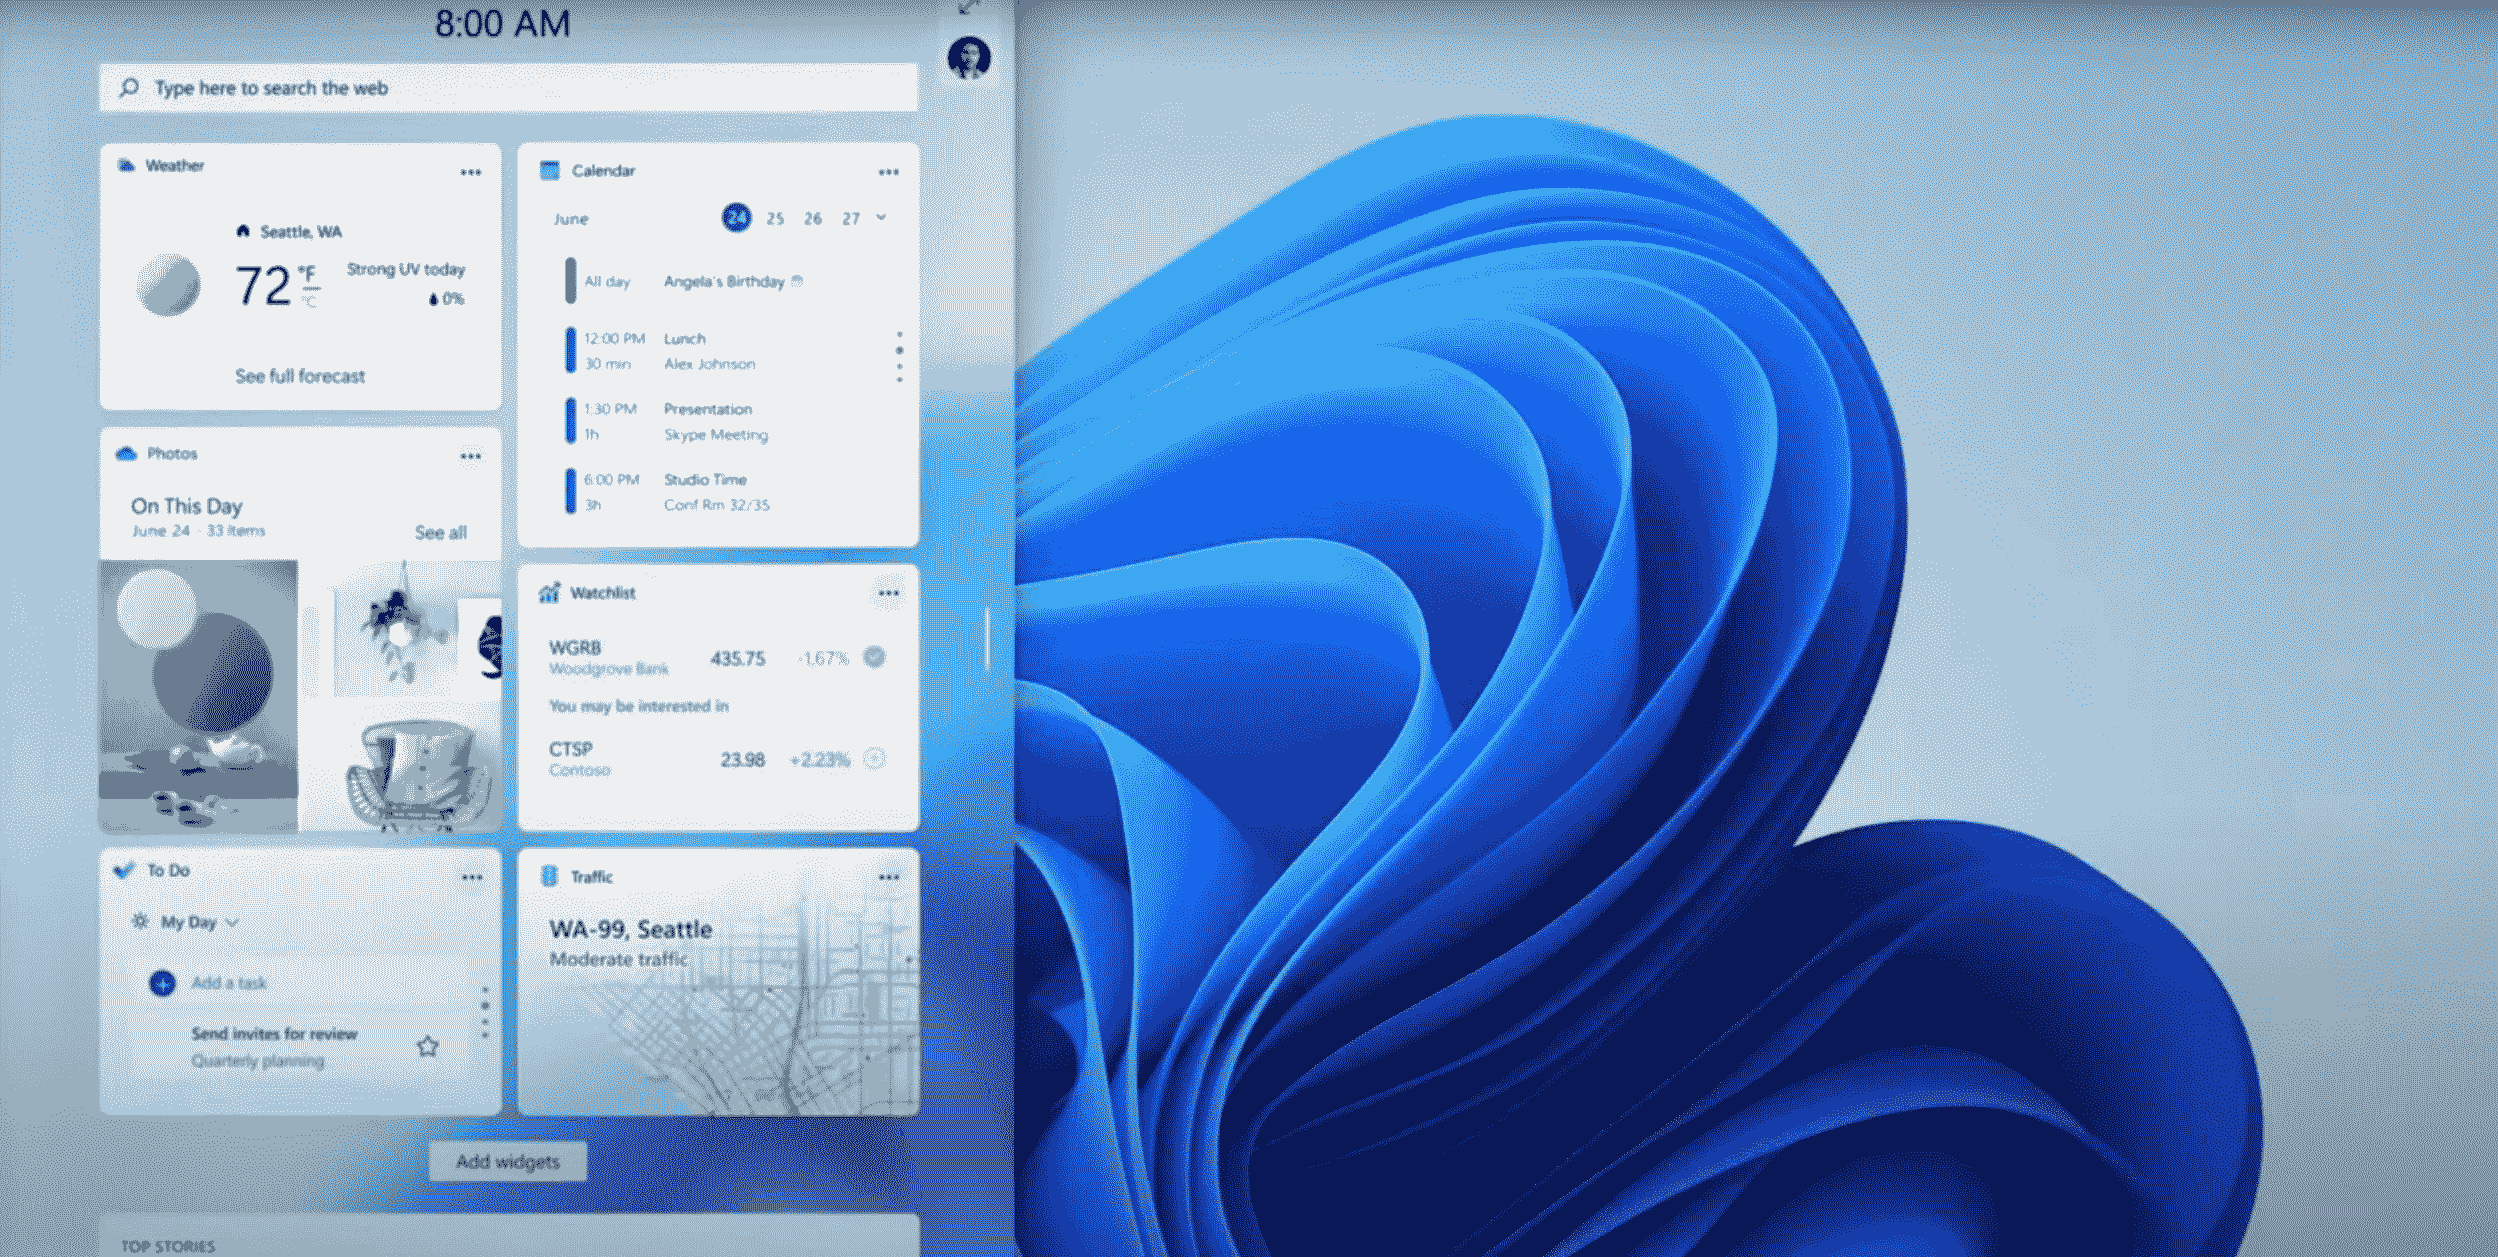 8:00 AM
Type here to search the web
Weather
Seattle, WA
72 °F
°C
Strong UV today
0%
See full forecast
Calendar
June
24 25 26 27
All day Angela's Birthday
12:00 PM Lunch
30 min Alex Johnson
1:30 PM Presentation
1h Skype Meeting
6:00 PM Studio Time
3h Conf Rm 32/35
Photos
On This Day
June 24 · 33 items
See all
Watchlist
WGRB 435.75 -1.67%
Woodgrove Bank
You may be interested in
CTSP 23.98 +2.23%
Contoso
To Do
My Day
Add a task
Send invites for review
Quarterly planning
Traffic
WA-99, Seattle
Moderate traffic
Add widgets
TOP STORIES